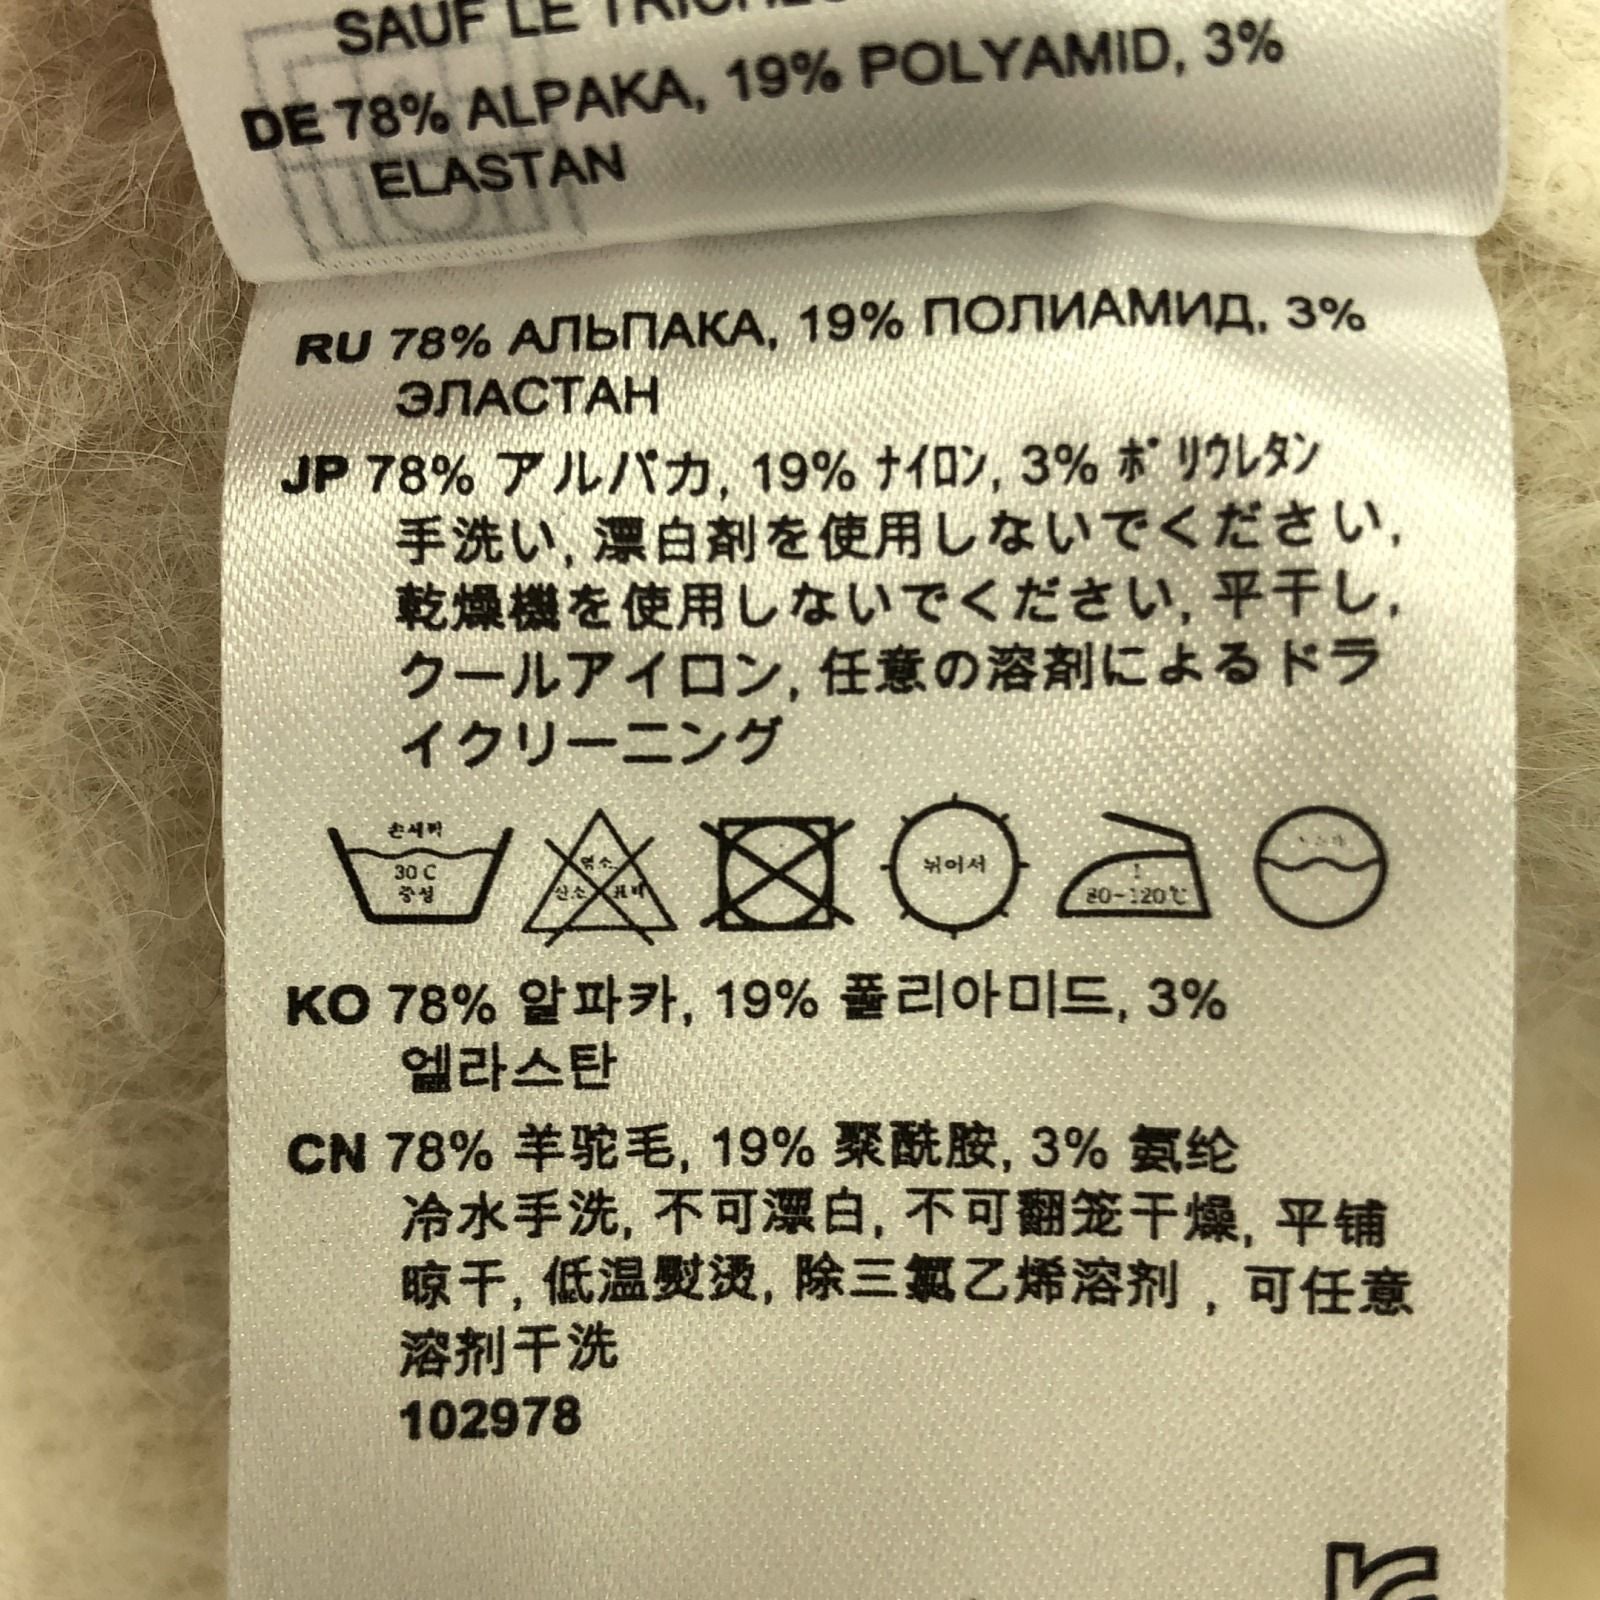 SAUF LE
DE 78% ALPAKA, 19% POLYAMID, 3%
ELASTAN
RU 78% АЛЬПАКА, 19% ПОЛИАМИД, 3%
ЭЛАСТАН
JP 78% アルパカ, 19% ﾅｲﾛﾝ, 3% ﾎﾟﾘｳﾚﾀﾝ
手洗い, 漂白剤を使用しないでください,
乾燥機を使用しないでください, 平干し,
クールアイロン, 任意の溶剤によるドラ
イクリーニング
손세탁
30 C
중성
염소
산소 표백
뉘어서
80-120℃
KO 78% 알파카, 19% 폴리아미드, 3%
엘라스탄
CN 78% 羊驼毛, 19% 聚酰胺, 3% 氨纶
冷水手洗, 不可漂白, 不可翻笼干燥, 平铺
晾干, 低温熨烫, 除三氯乙烯溶剂 , 可任意
溶剂干洗
102978